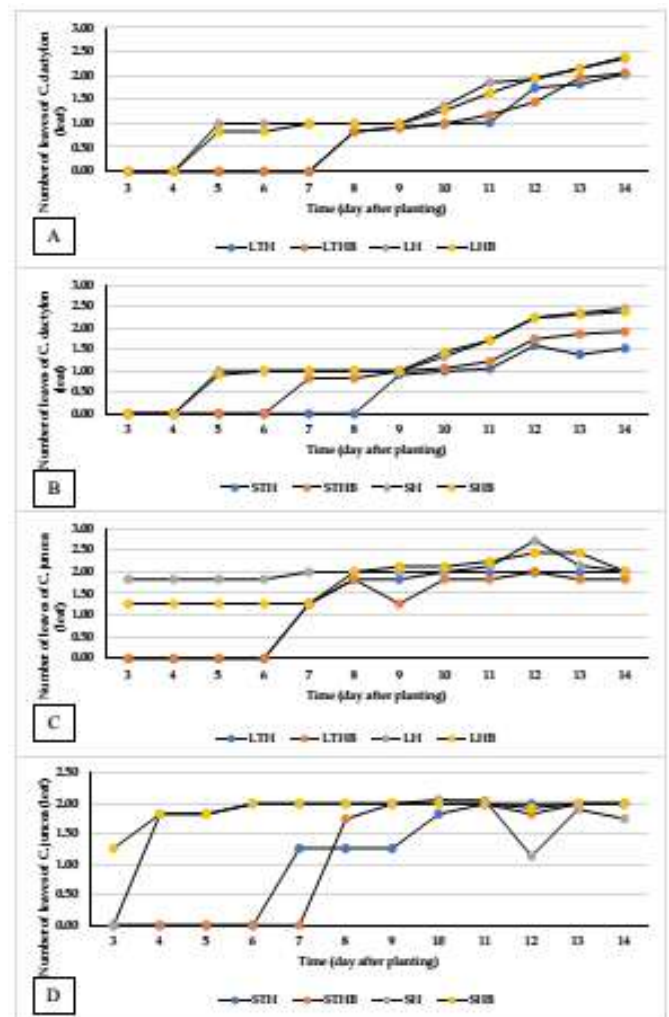 Number of leaves of C. dactylon
(leaf)
3.00
2.50
2.00
1.50
1.00
0.50
0.00
3 4 5 6 7 8 9 10 11 12 13 14
Time (day after planting)
A
LTH LTHB LH LHB
Number of leaves of C. dactylon
(leaf)
3.00
2.50
2.00
1.50
1.00
0.50
0.00
3 4 5 6 7 8 9 10 11 12 13 14
Time (day after planting)
B
STH STHB SH SHB
Number of leaves of C. juncea
(leaf)
3.00
2.50
2.00
1.50
1.00
0.50
0.00
3 4 5 6 7 8 9 10 11 12 13 14
Time (day after planting)
C
LTH LTHB LH LHB
Number of leaves of C. juncea (leaf)
2.50
2.00
1.50
1.00
0.50
0.00
3 4 5 6 7 8 9 10 11 12 13 14
Time (day after planting)
D
STH STHB SH SHB